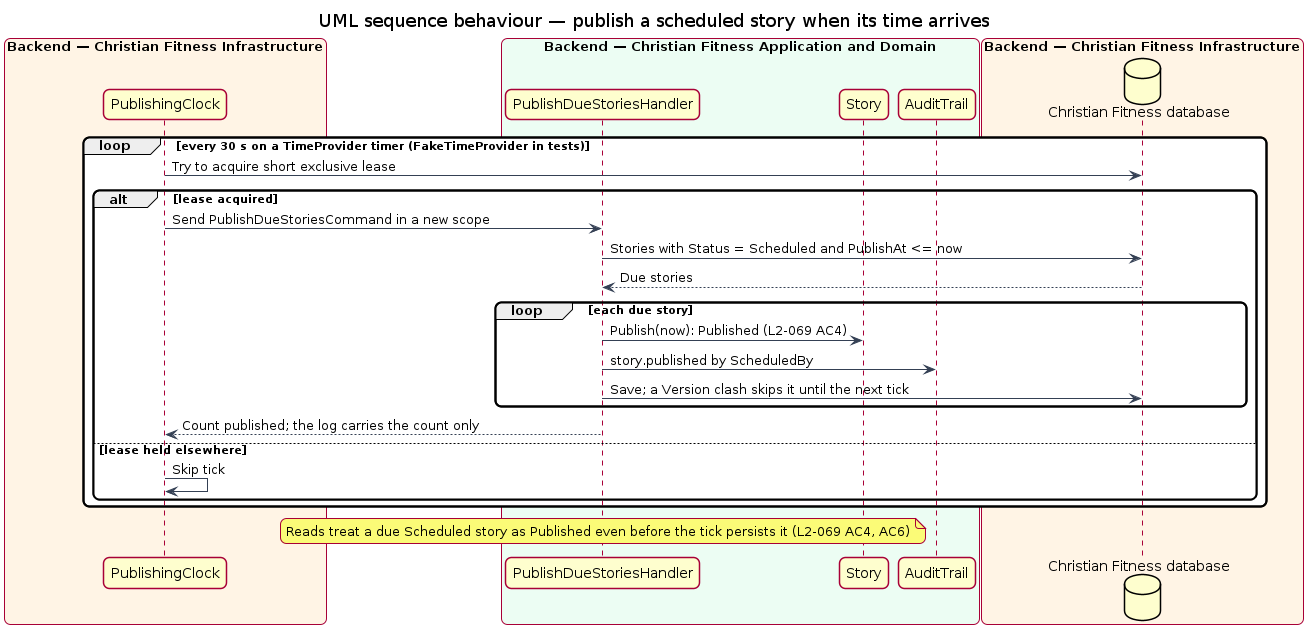 UML sequence behaviour — publish a scheduled story when its time arrives
Backend — Christian Fitness Infrastructure
Backend — Christian Fitness Application and Domain
Backend — Christian Fitness Infrastructure
PublishingClock
PublishDueStoriesHandler
Story
AuditTrail
Christian Fitness database
loop
[every 30 s on a TimeProvider timer (FakeTimeProvider in tests)]
Try to acquire short exclusive lease
alt
[lease acquired]
Send PublishDueStoriesCommand in a new scope
Stories with Status = Scheduled and PublishAt <= now
Due stories
loop
[each due story]
Publish(now): Published (L2-069 AC4)
story.published by ScheduledBy
Save; a Version clash skips it until the next tick
Count published; the log carries the count only
[lease held elsewhere]
Skip tick
Reads treat a due Scheduled story as Published even before the tick persists it (L2-069 AC4, AC6)
PublishingClock
PublishDueStoriesHandler
Story
AuditTrail
Christian Fitness database